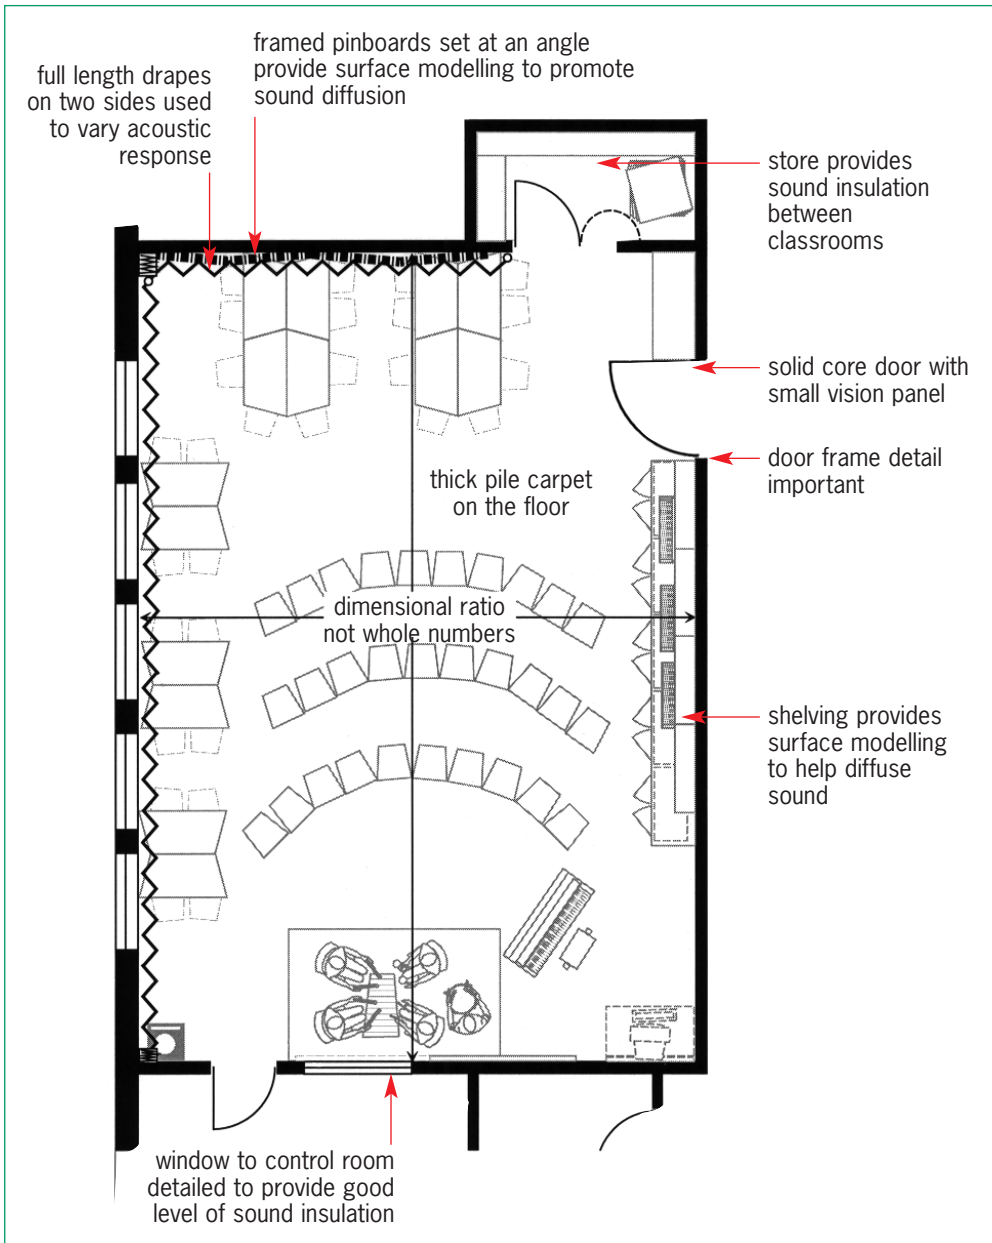 framed pinboards set at an angle
provide surface modelling to promote
sound diffusion
full length drapes
on two sides used
to vary acoustic
response
store provides
sound insulation
between
classrooms
solid core door with
small vision panel
door frame detail
important
thick pile carpet
on the floor
dimensional ratio
not whole numbers
shelving provides
surface modelling
to help diffuse
sound
window to control room
detailed to provide good
level of sound insulation